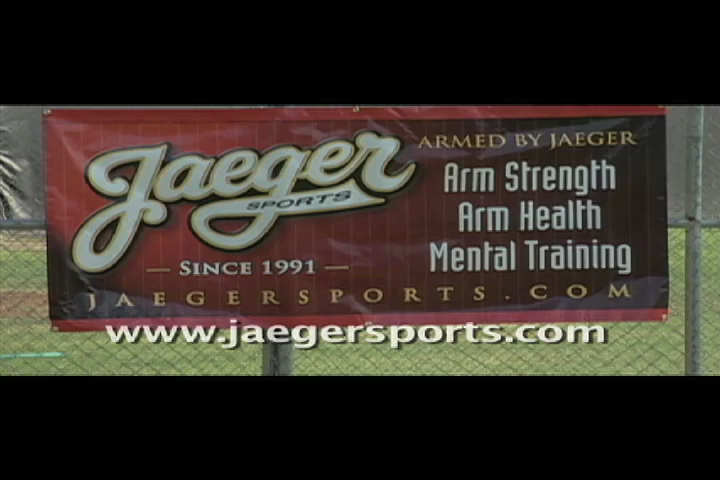 Jaeger
SPORTS
SINCE 1991
ARMED BY JAEGER
Arm Strength
Arm Health
Mental Training
JAEGERSPORTS.COM
www.jaegersports.com